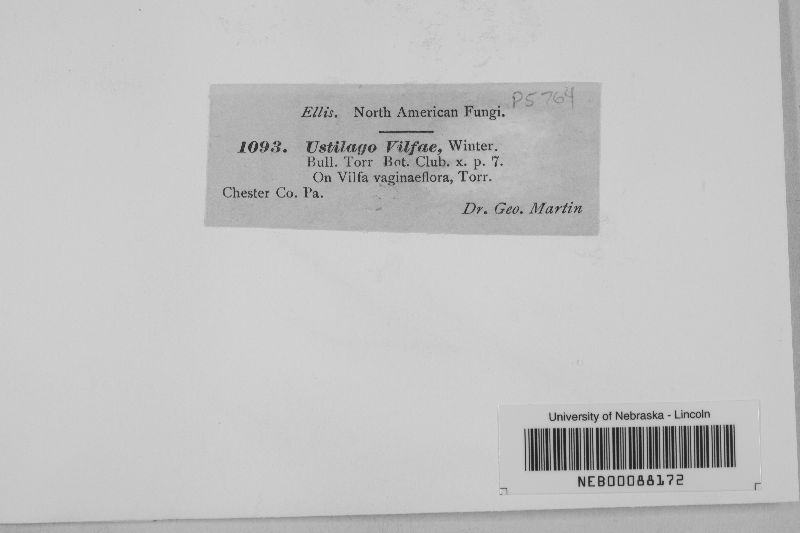 P5764
Ellis. North American Fungi.
1093. Ustilago Vilfae, Winter.
Bull. Torr Bot. Club. x. p. 7.
On Vilfa vaginaeflora, Torr.
Chester Co. Pa.
Dr. Geo. Martin
University of Nebraska - Lincoln
NEB00088172